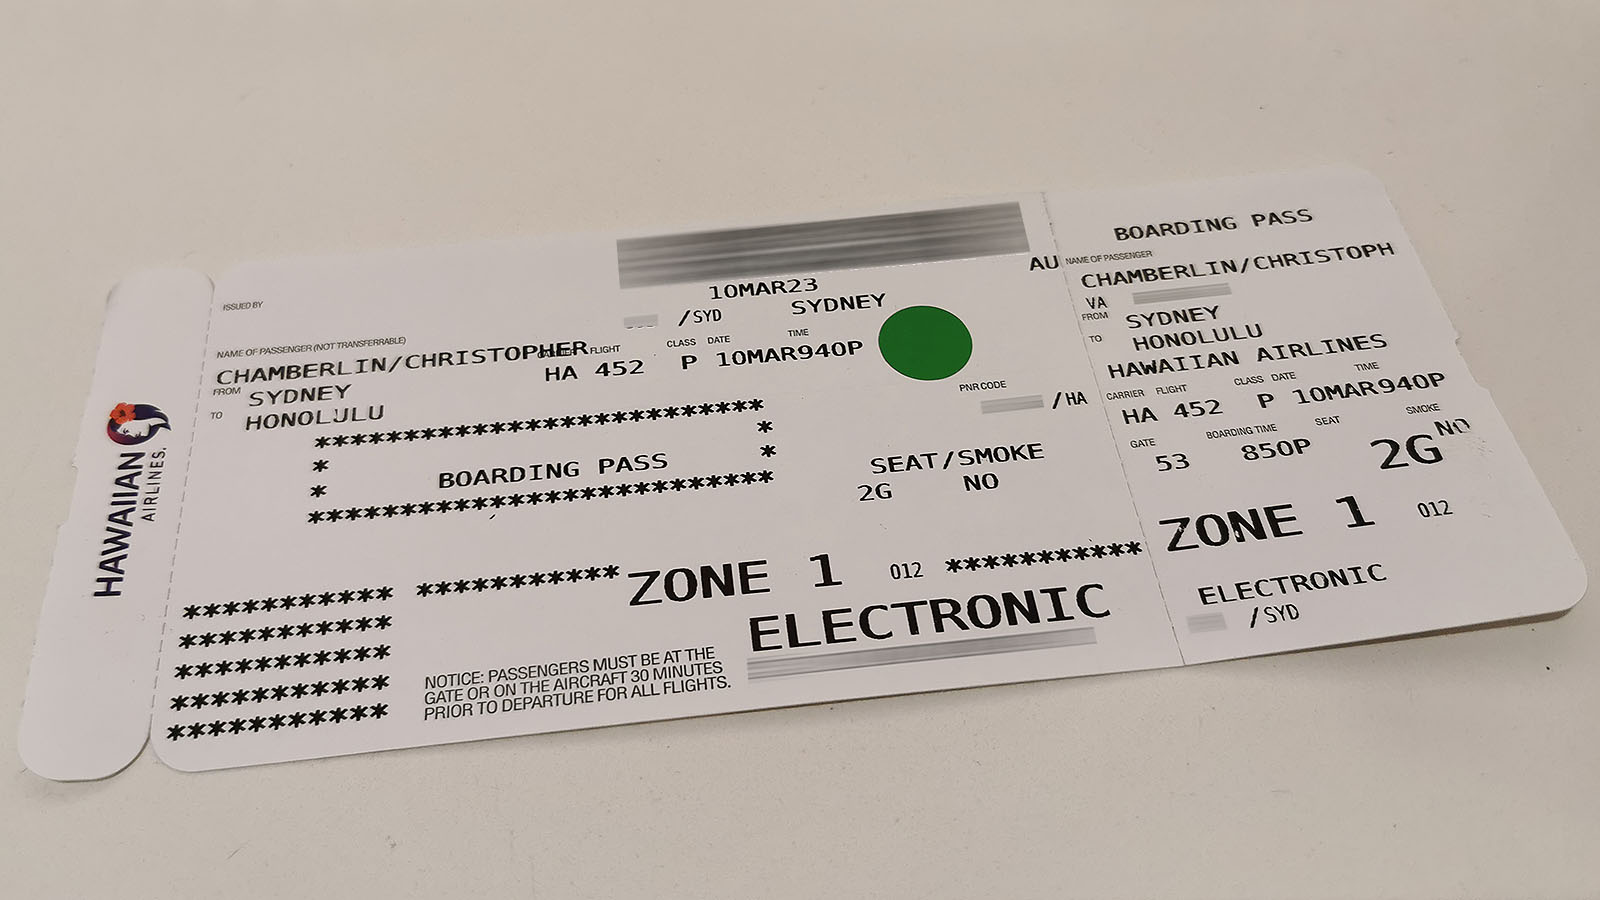 HAWAIIAN
AIRLINES.
ISSUED BY
10MAR23
/SYD SYDNEY
AU
NAME OF PASSENGER (NOT TRANSFERRABLE)
CHAMBERLIN/CHRISTOPHER
FLIGHT CLASS DATE TIME
HA 452 P 10MAR940P
FROM SYDNEY
TO HONOLULU
PNR CODE
/HA
*************************
* *
BOARDING PASS
* *
**************************
SEAT/SMOKE
2G NO
************ *********** ZONE 1 012 ***********
************
************
************
************
ELECTRONIC
NOTICE: PASSENGERS MUST BE AT THE
GATE OR ON THE AIRCRAFT 30 MINUTES
PRIOR TO DEPARTURE FOR ALL FLIGHTS.
BOARDING PASS
NAME OF PASSENGER
CHAMBERLIN/CHRISTOPH
VA
FROM SYDNEY
TO HONOLULU
HAWAIIAN AIRLINES
CARRIER FLIGHT CLASS DATE TIME
HA 452 P 10MAR940P
GATE BOARDING TIME SEAT SMOKE
53 850P 2G NO
ZONE 1 012
ELECTRONIC
/SYD